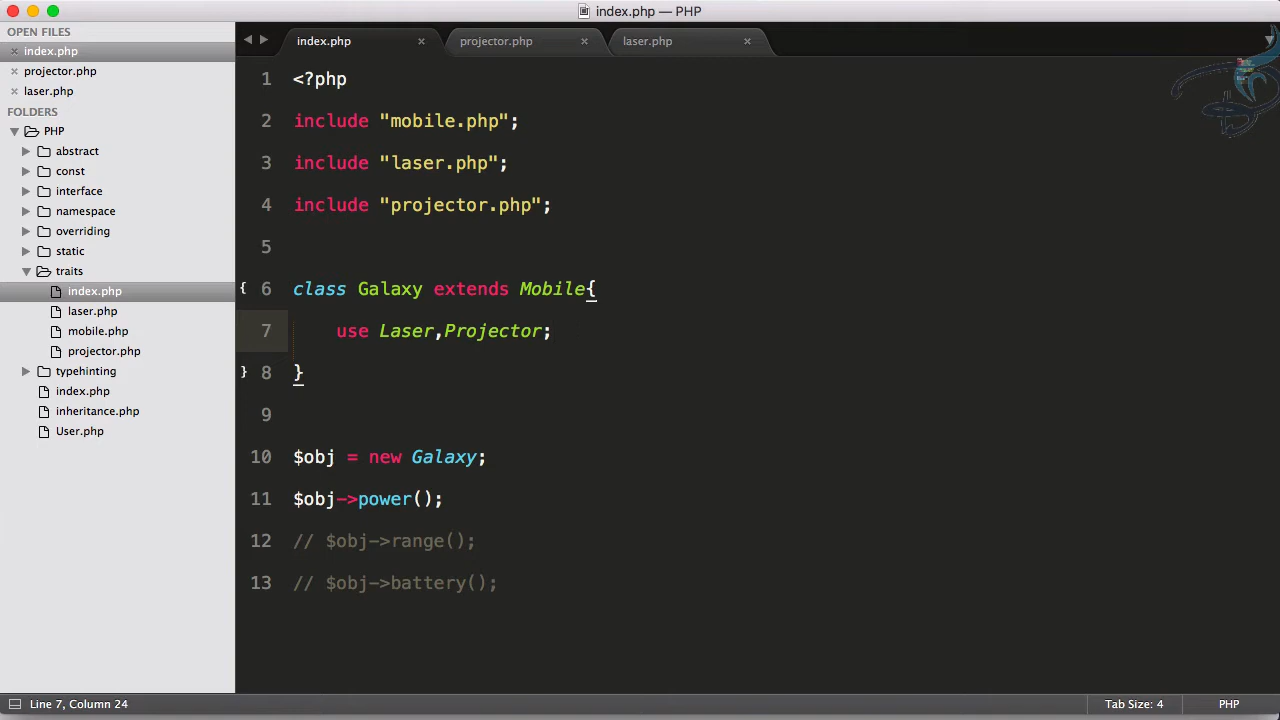 index.php — PHP
OPEN FILES
index.php
projector.php
laser.php
FOLDERS
PHP
abstract
const
interface
namespace
overriding
static
traits
index.php
laser.php
mobile.php
projector.php
typehinting
index.php
inheritance.php
User.php
index.php projector.php laser.php
1 <?php
2 include "mobile.php";
3 include "laser.php";
4 include "projector.php";
5
{ 6 class Galaxy extends Mobile{
7 use Laser,Projector;
} 8 }
9
10 $obj = new Galaxy;
11 $obj->power();
12 // $obj->range();
13 // $obj->battery();
Line 7, Column 24 Tab Size: 4 PHP